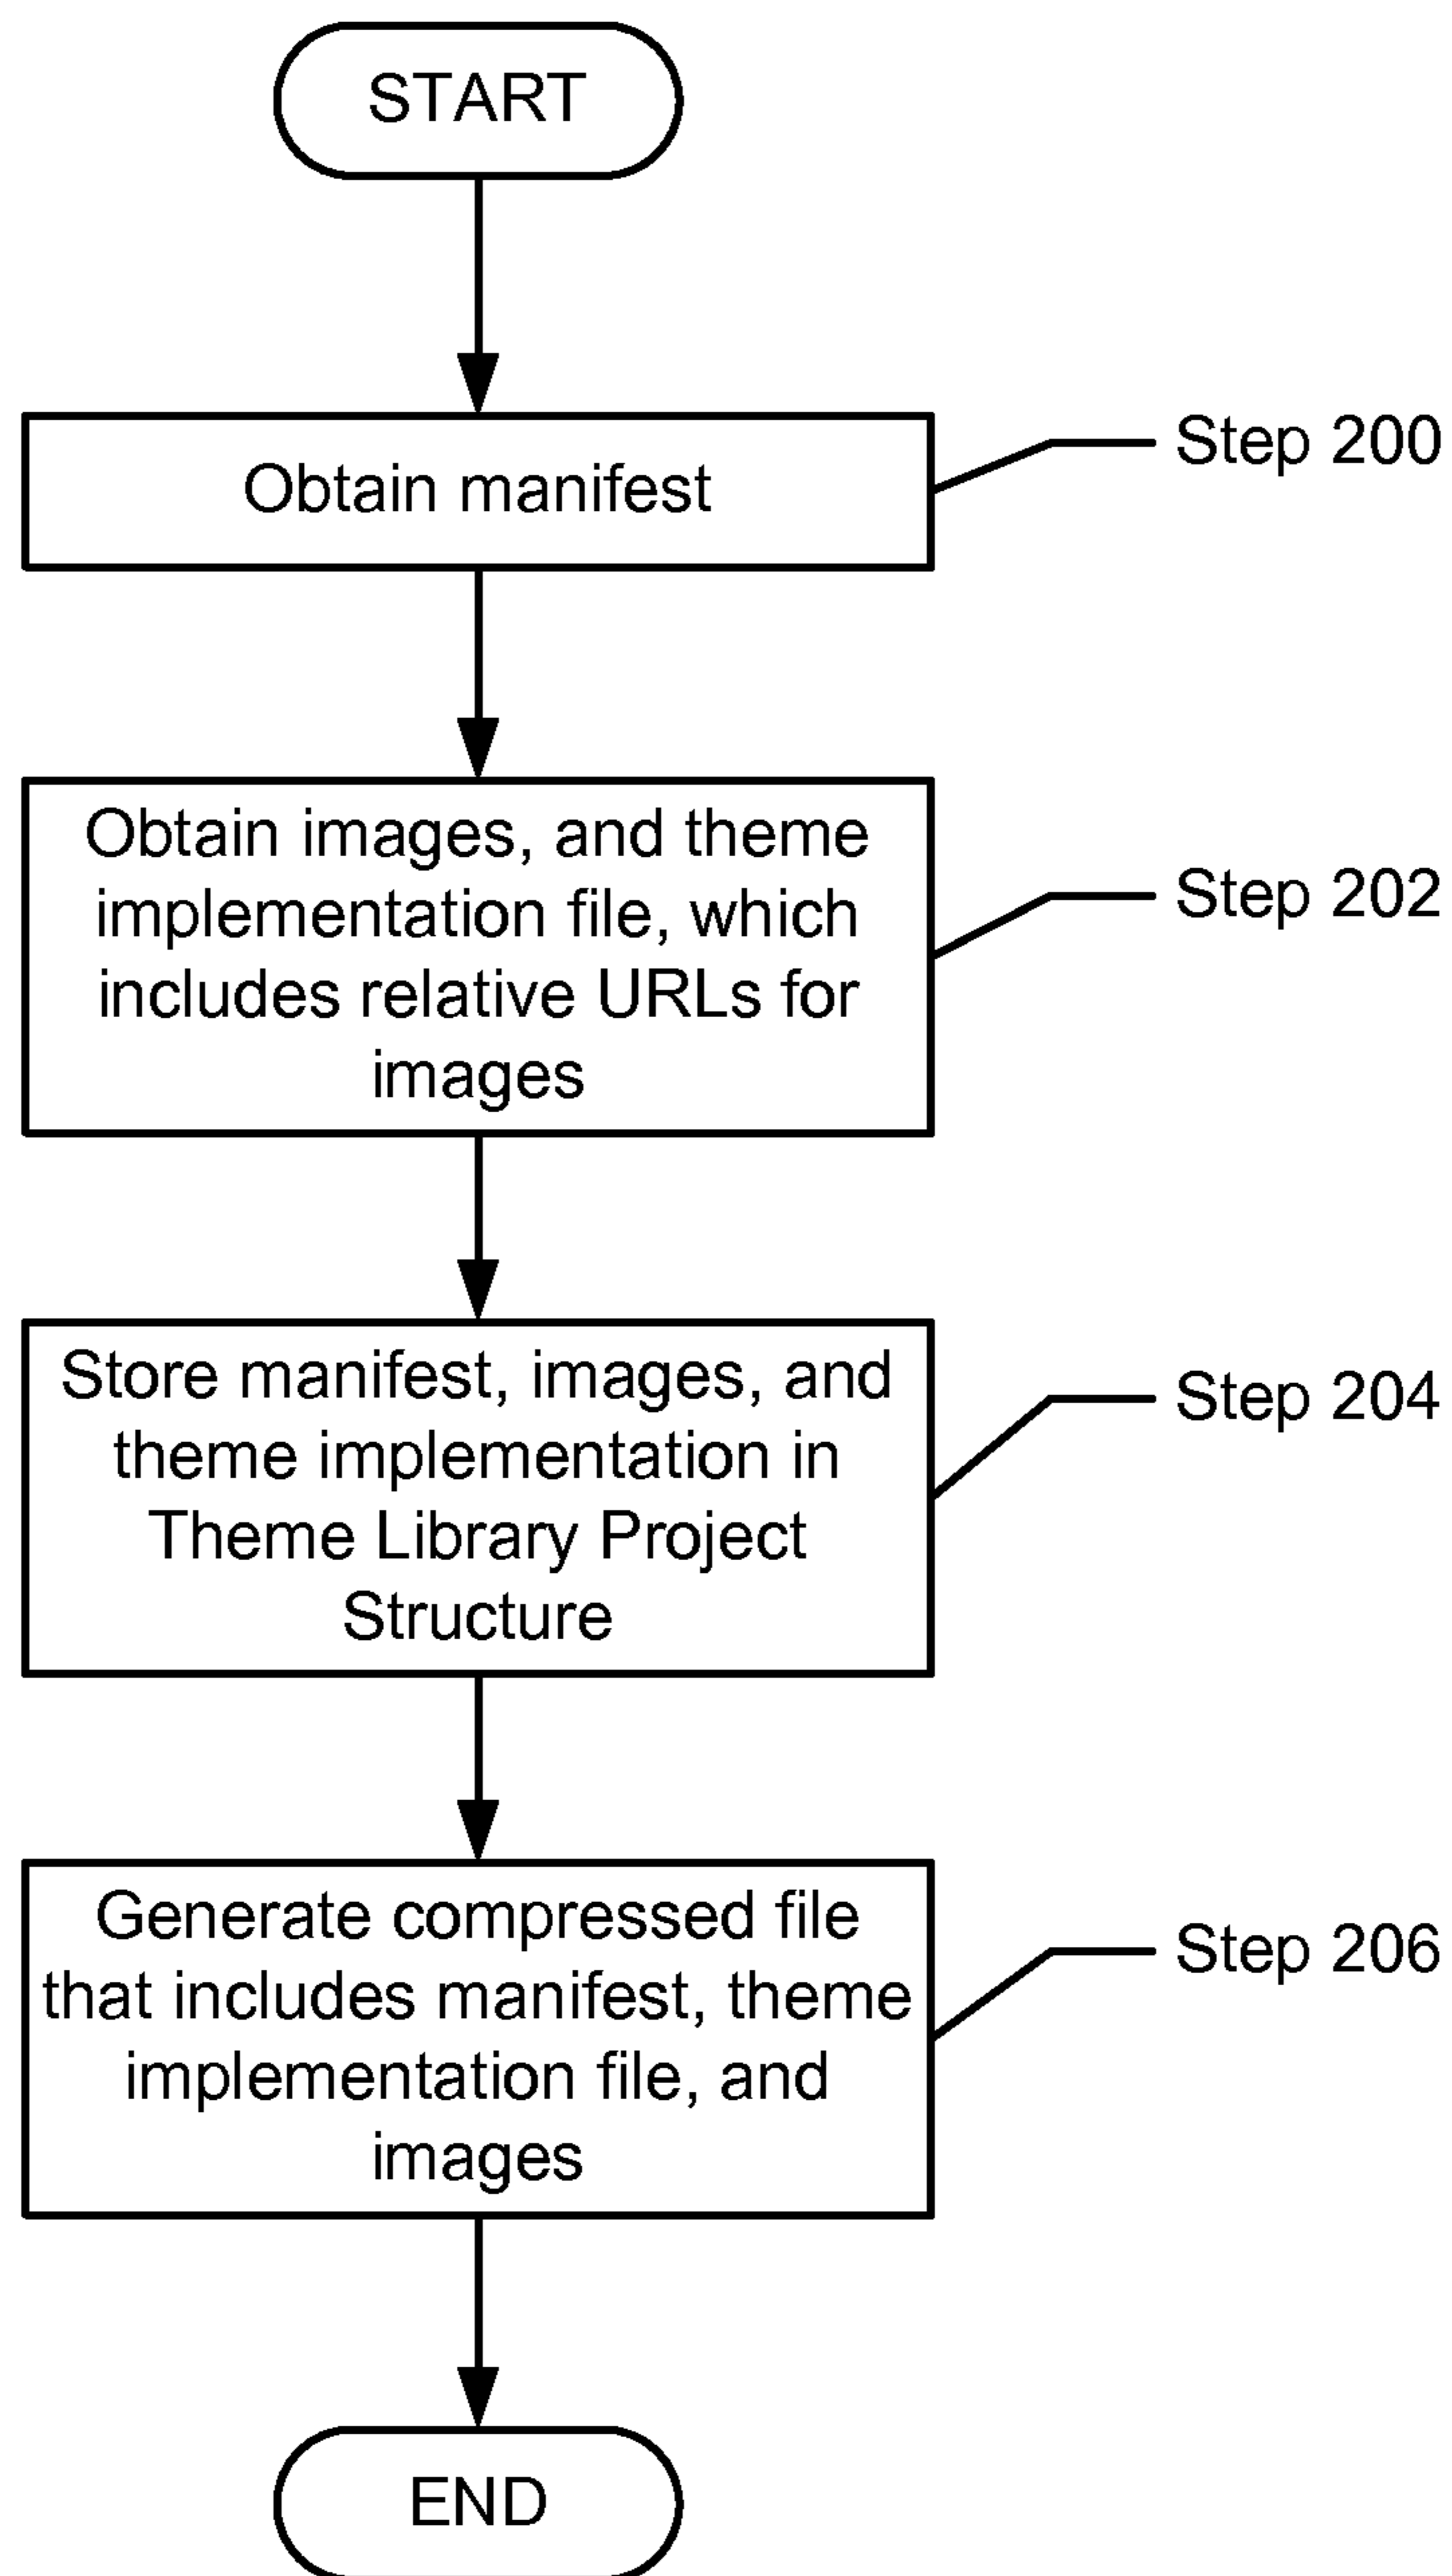 START
Obtain manifest
Step 200
Obtain images, and theme
implementation file, which
includes relative URLs for
images
Step 202
Store manifest, images, and
theme implementation in
Theme Library Project
Structure
Step 204
Generate compressed file
that includes manifest, theme
implementation file, and
images
Step 206
END